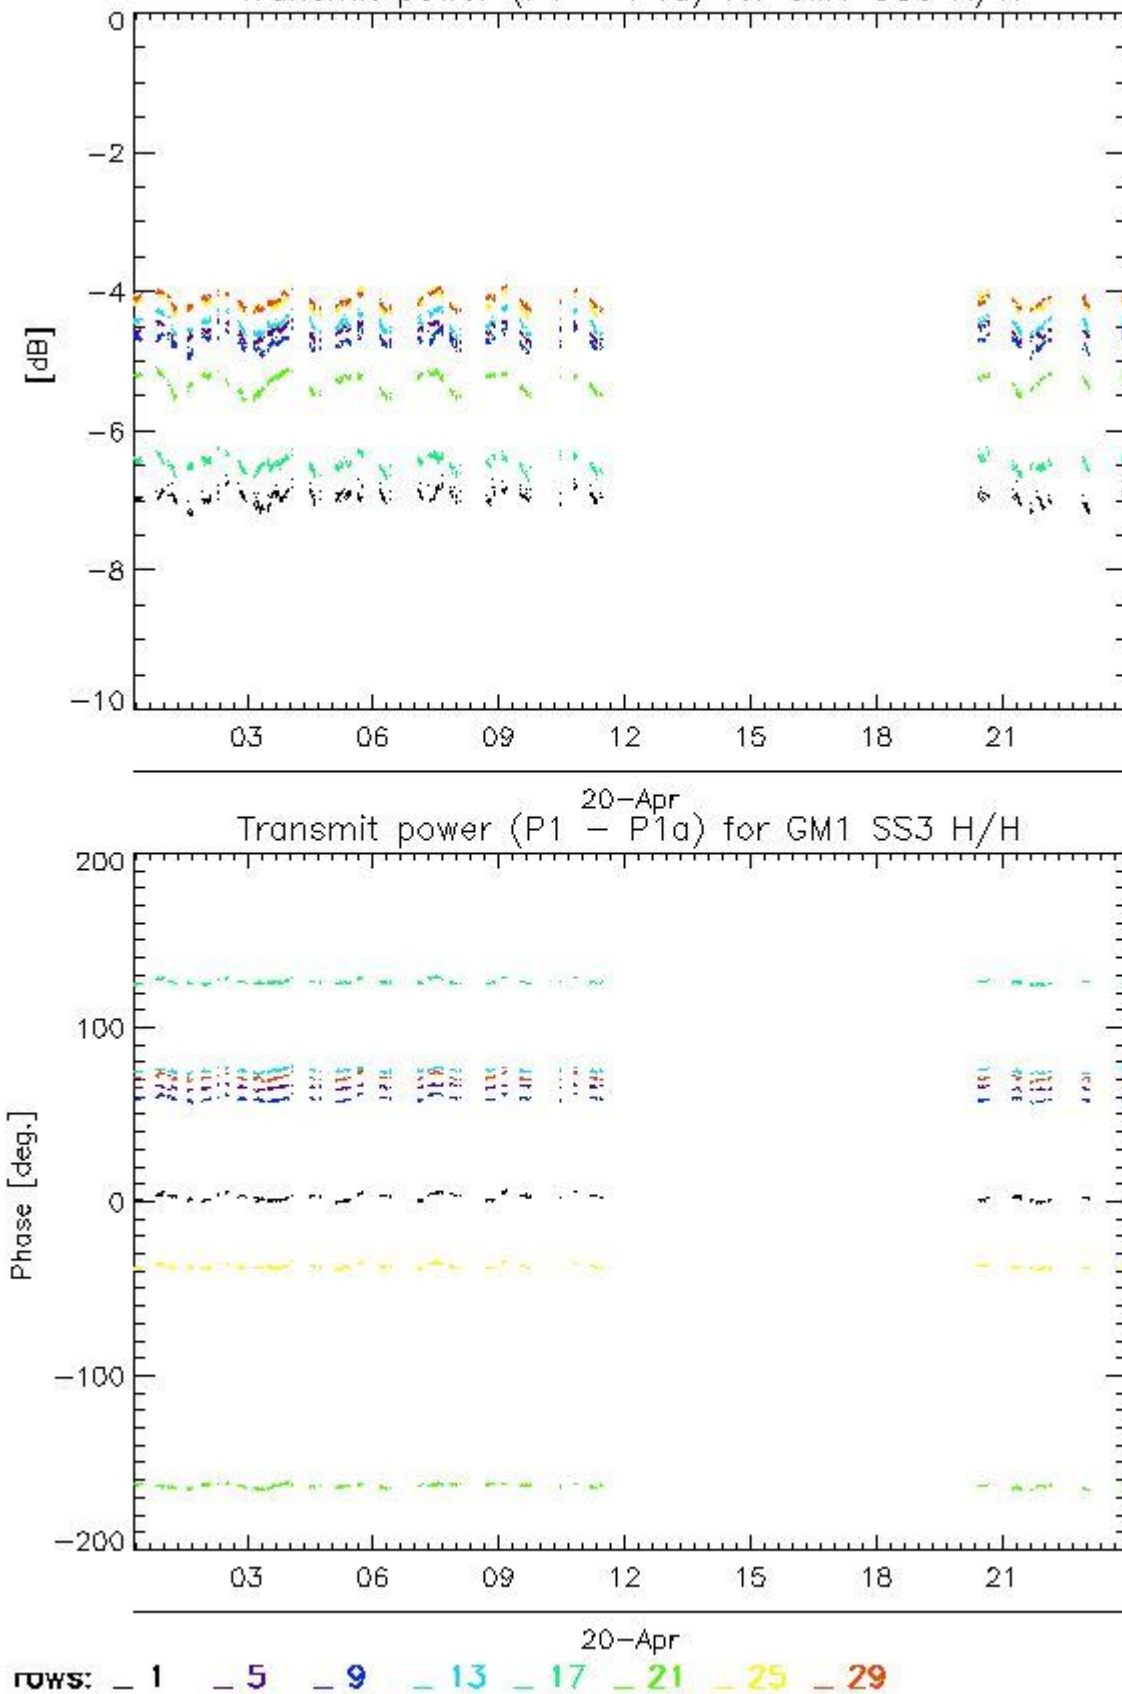 0
−2
−4
[dB]
−6
−8
−10
03 06 09 12 15 18 21
20−Apr
Transmit power (P1 − P1a) for GM1 SS3 H/H
200
100
Phase [deg.]
0
−100
−200
03 06 09 12 15 18 21
20−Apr
rows: _ 1 _ 5 _ 9 _ 13 _ 17 _ 21 _ 25 _ 29